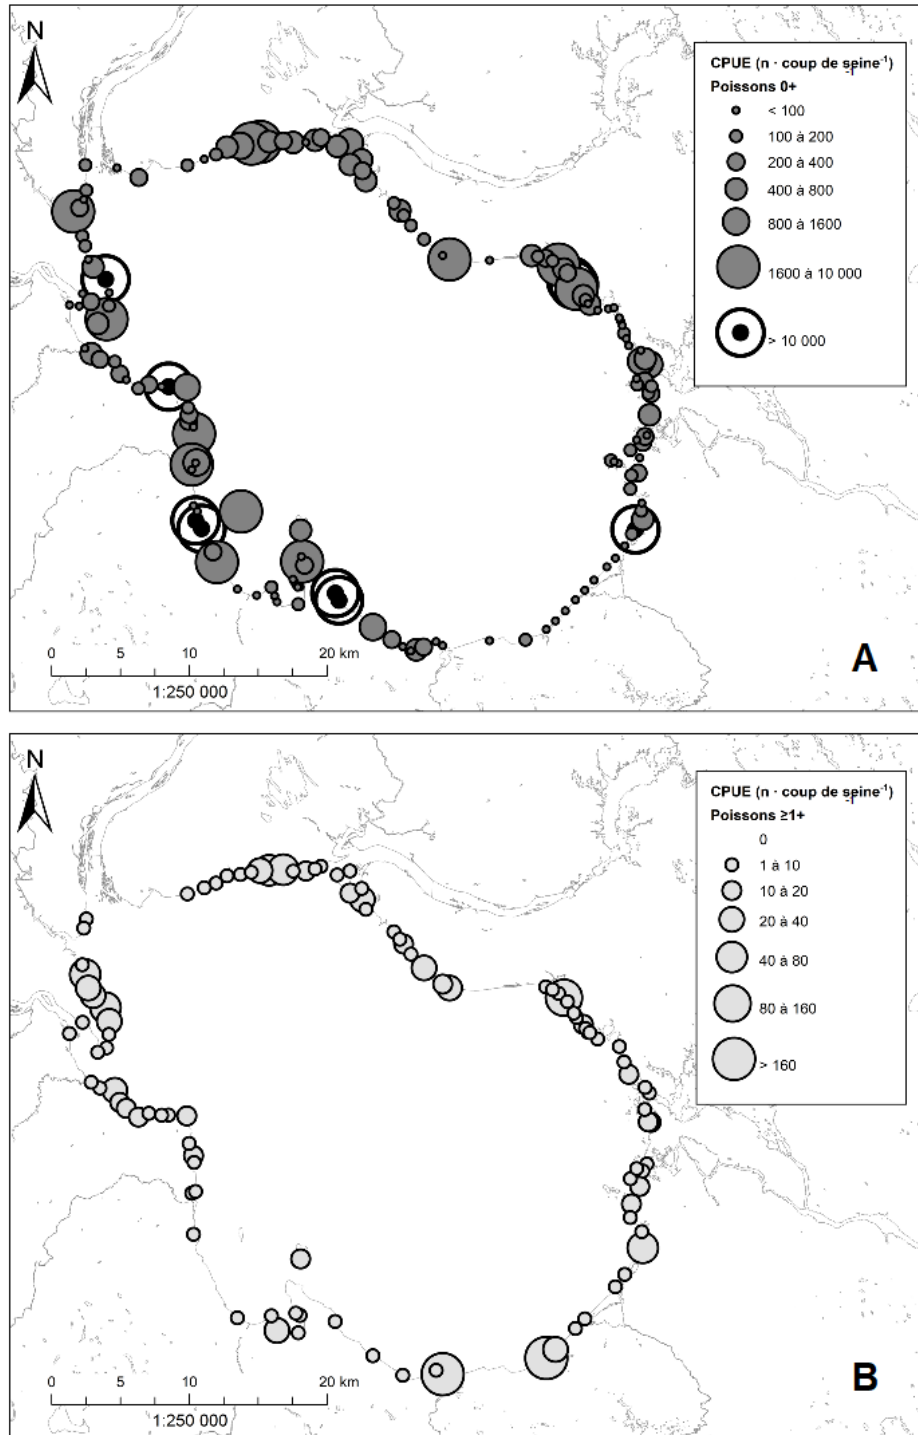 N
CPUE (n · coup de seine⁻¹)
Poissons 0+
< 100
100 à 200
200 à 400
400 à 800
800 à 1600
1600 à 10 000
> 10 000
A
0 5 10 20 km
1:250 000
N
CPUE (n · coup de seine⁻¹)
Poissons ≥1+
0
1 à 10
10 à 20
20 à 40
40 à 80
80 à 160
> 160
B
0 5 10 20 km
1:250 000